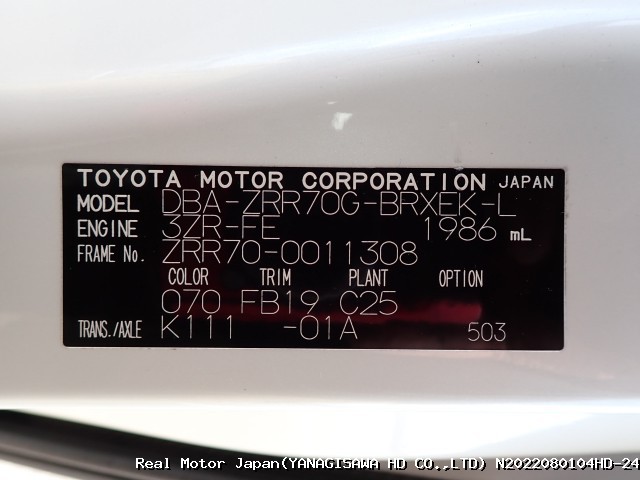 TOYOTA MOTOR CORPORATION JAPAN
MODEL DBA-ZRR70G-BRXEK-L
ENGINE 3ZR-FE 1986 mL
FRAME No. ZRR70-0011308
COLOR TRIM PLANT OPTION
070 FB19 C25
TRANS./AXLE K111 -01A 503
Real Motor Japan(YANAGISAWA HD CO.,LTD) N2022080104HD-24